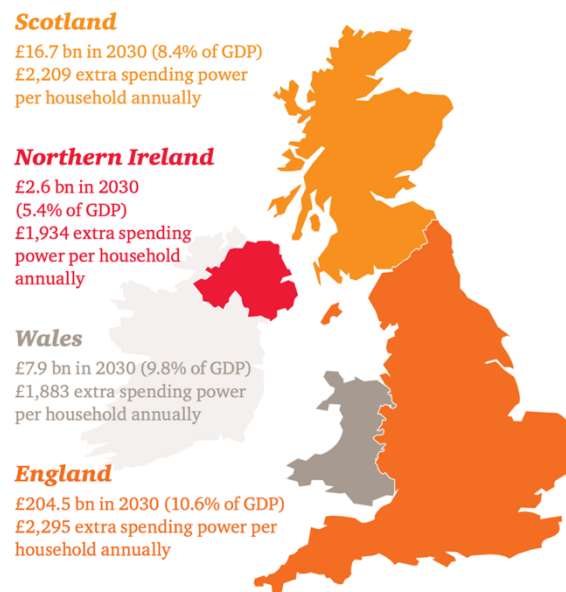 Scotland
£16.7 bn in 2030 (8.4% of GDP)
£2,209 extra spending power
per household annually
Northern Ireland
£2.6 bn in 2030
(5.4% of GDP)
£1,934 extra spending
power per household
annually
Wales
£7.9 bn in 2030 (9.8% of GDP)
£1,883 extra spending power
per household annually
England
£204.5 bn in 2030 (10.6% of GDP)
£2,295 extra spending power per
household annually